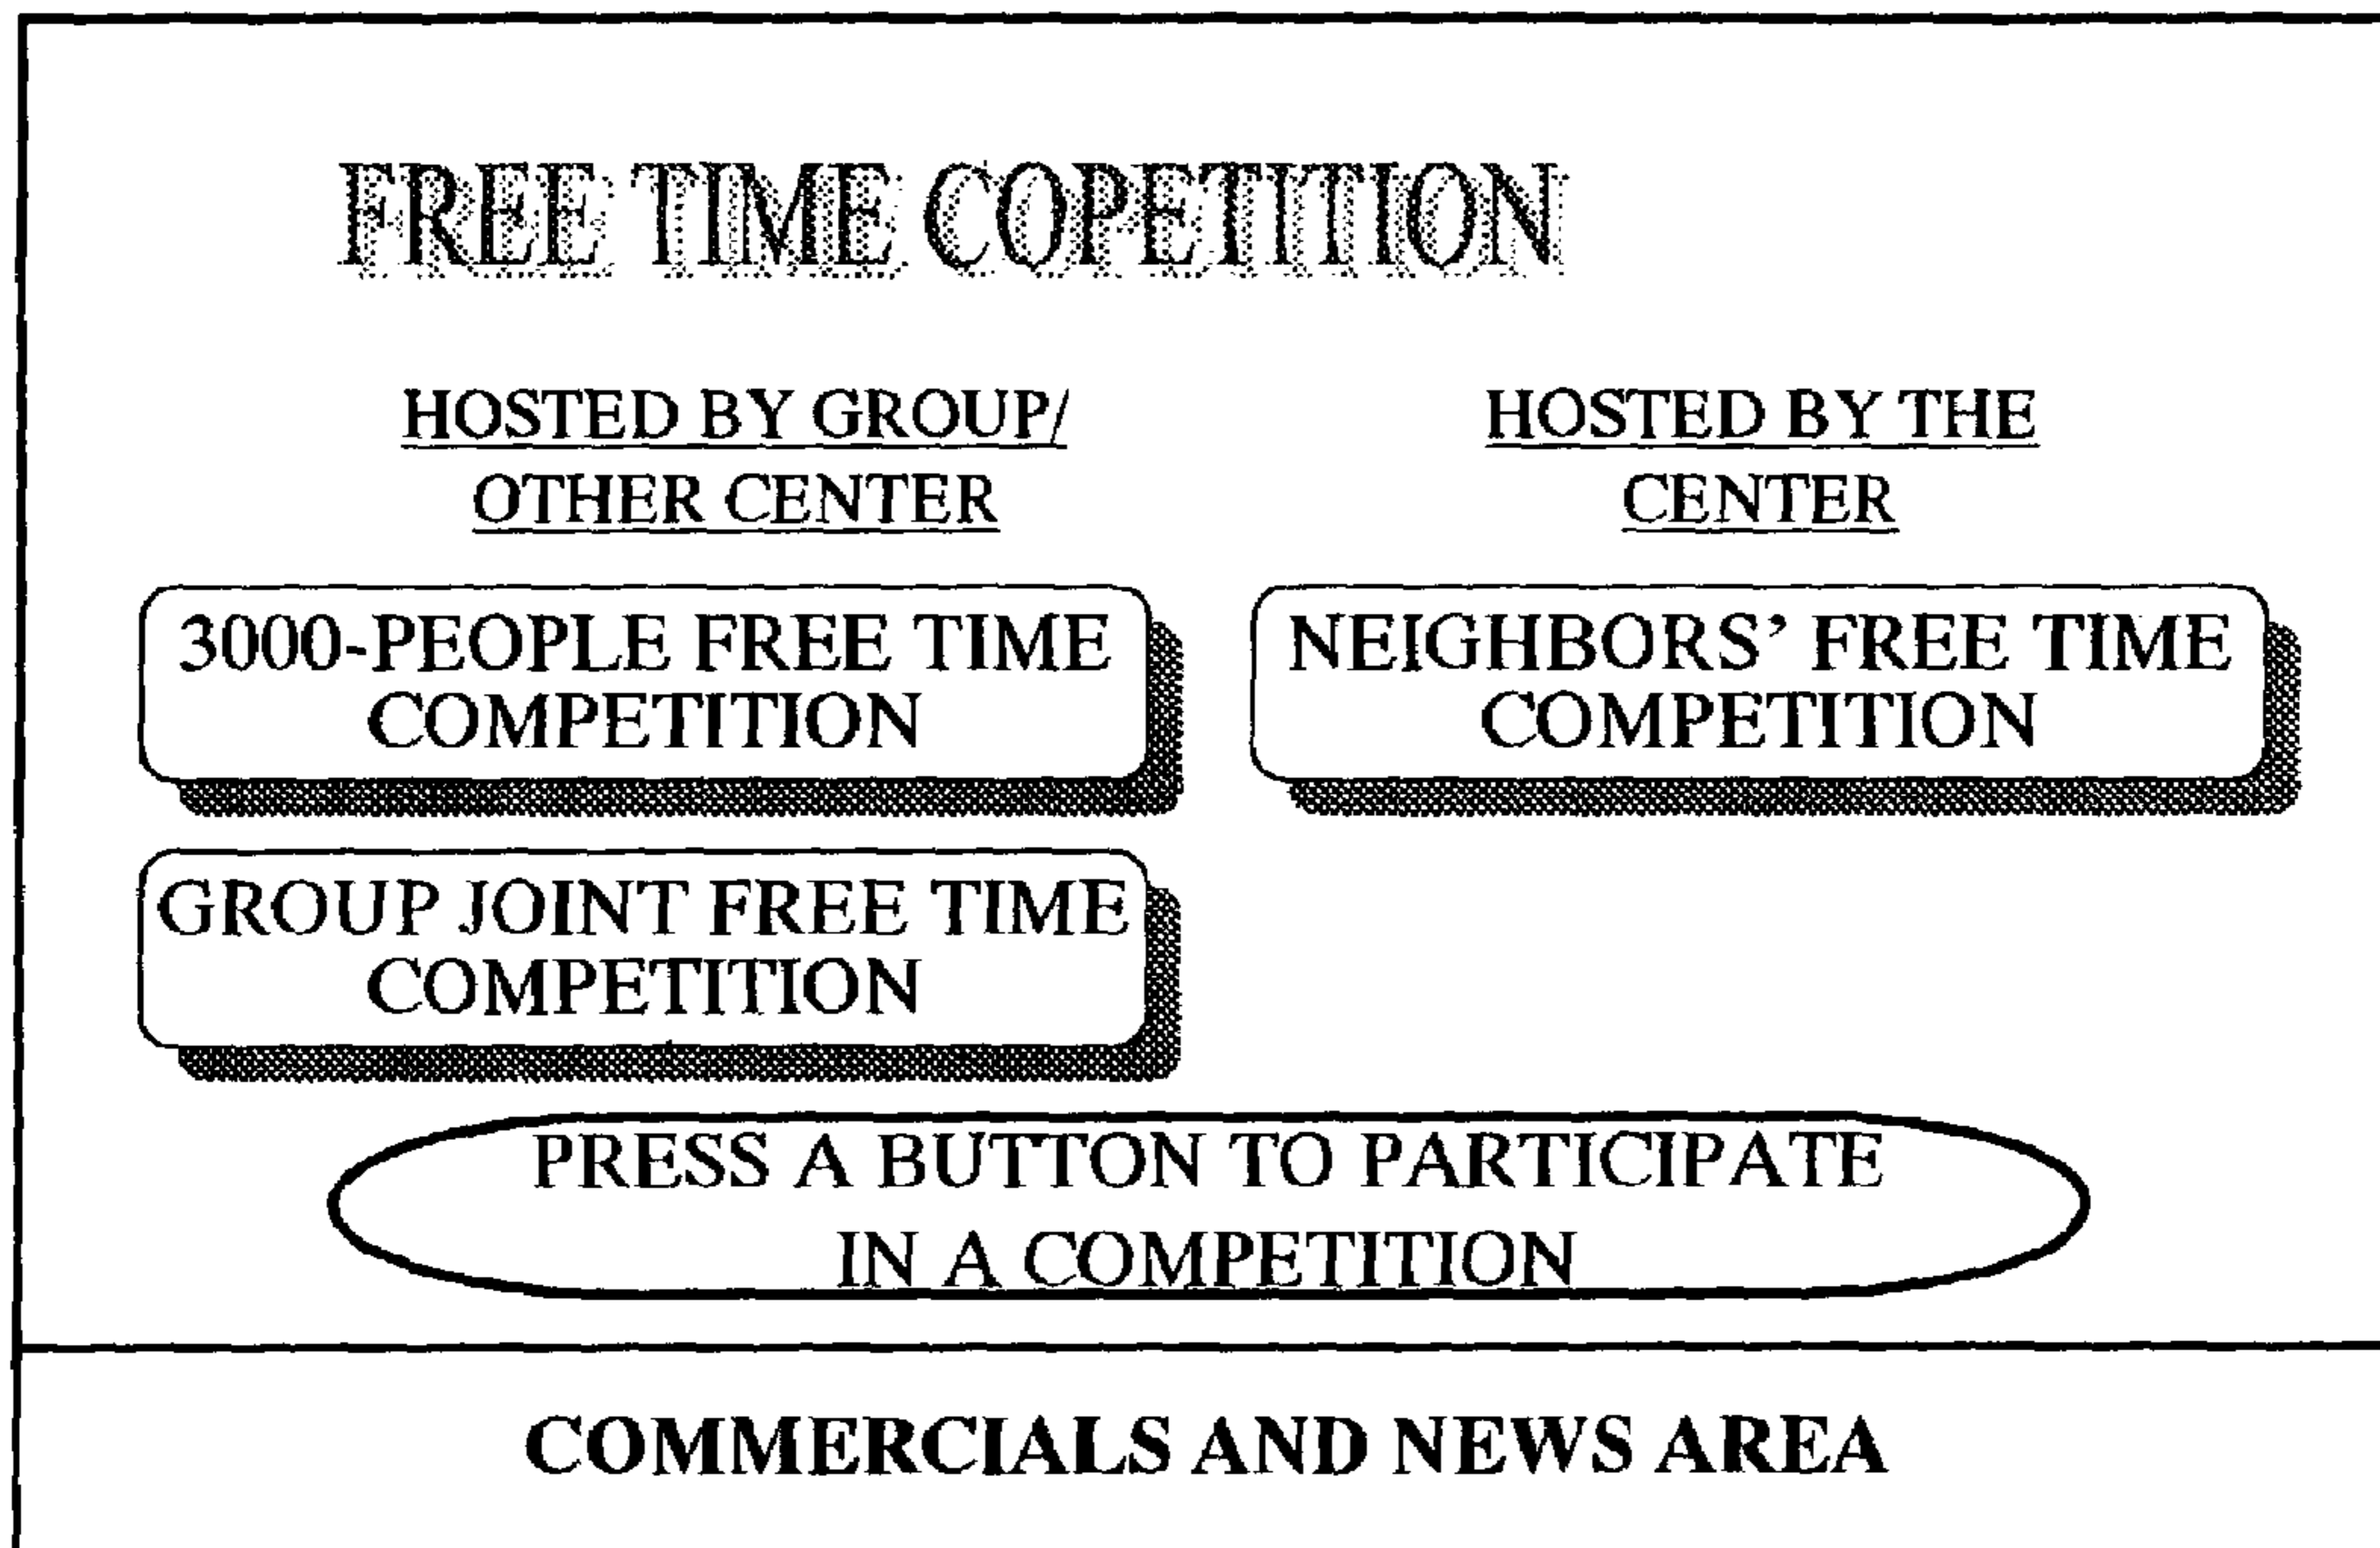 FREE TIME COPETITION
HOSTED BY GROUP/
OTHER CENTER
3000-PEOPLE FREE TIME
COMPETITION
GROUP JOINT FREE TIME
COMPETITION
HOSTED BY THE
CENTER
NEIGHBORS' FREE TIME
COMPETITION
PRESS A BUTTON TO PARTICIPATE
IN A COMPETITION
COMMERCIALS AND NEWS AREA